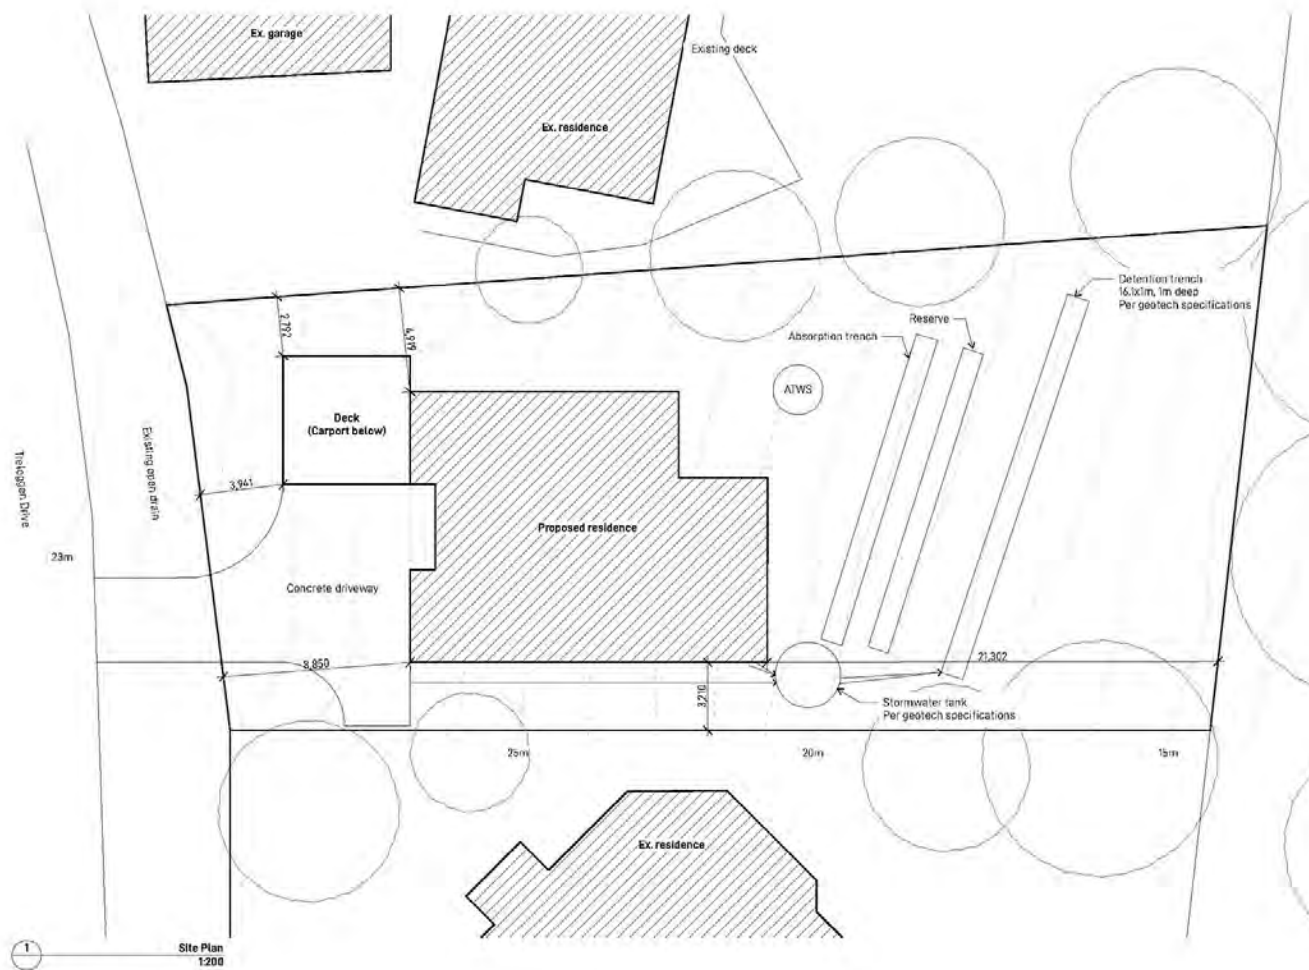 Ex. garage
Existing deck
Ex. residence
Detention trench
16.1x1m, 1m deep
Per geotech specifications
Reserve
Absorption trench
2,792
4,919
ATWS
Deck
(Carport below)
Existing open drain
3,941
Proposed residence
23m
Concrete driveway
8,850
21,302
3,210
Stormwater tank
Per geotech specifications
25m
20m
15m
Ex. residence
1
Site Plan
1:200